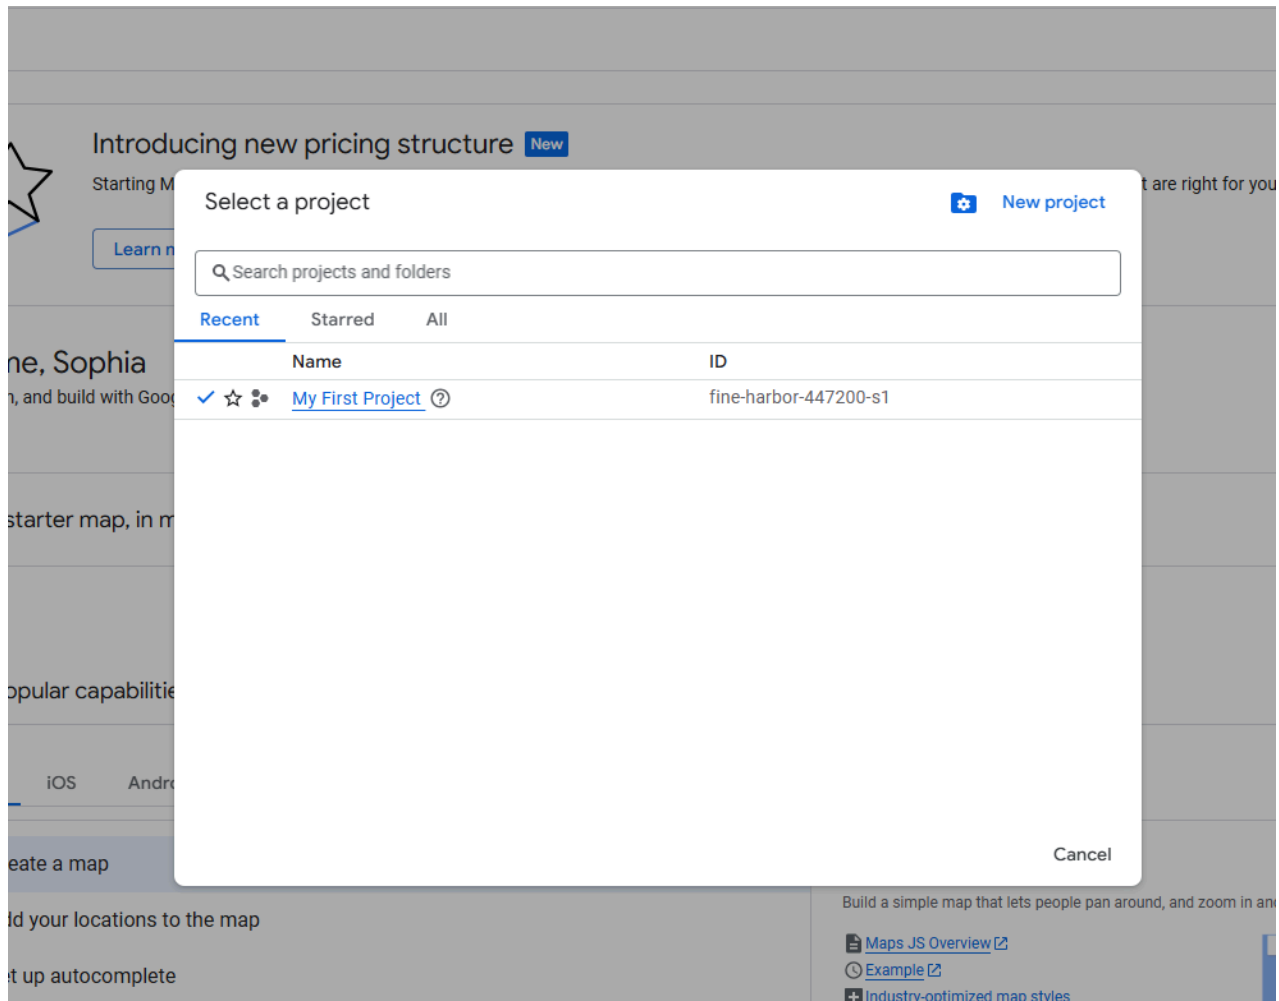 Introducing new pricing structure New
Starting M
t are right for you
Learn n
Select a project
New project
Search projects and folders
Recent Starred All
Name ID
My First Project fine-harbor-447200-s1
Cancel
ne, Sophia
n, and build with Goog
starter map, in m
opular capabilitie
iOS Andro
eate a map
dd your locations to the map
et up autocomplete
Build a simple map that lets people pan around, and zoom in and
Maps JS Overview
Example
Industry-optimized map styles